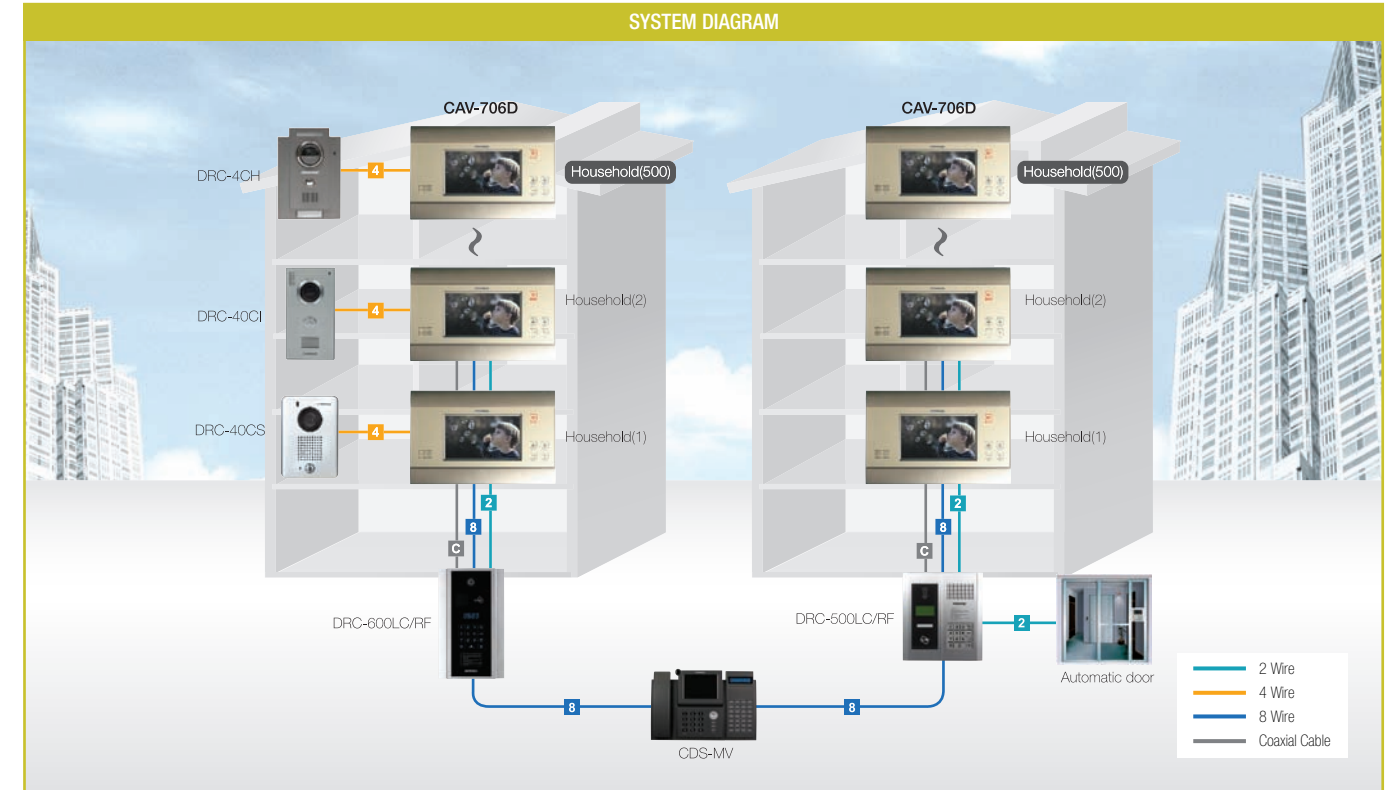 SYSTEM DIAGRAM
CAV-706D
CAV-706D
DRC-4CH
4
Household(500)
Household(500)
DRC-40CI
4
Household(2)
Household(2)
DRC-40CS
4
Household(1)
Household(1)
2
8
C
2
8
C
DRC-600LC/RF
DRC-500LC/RF
2
Automatic door
8
8
CDS-MV
2 Wire
4 Wire
8 Wire
Coaxial Cable